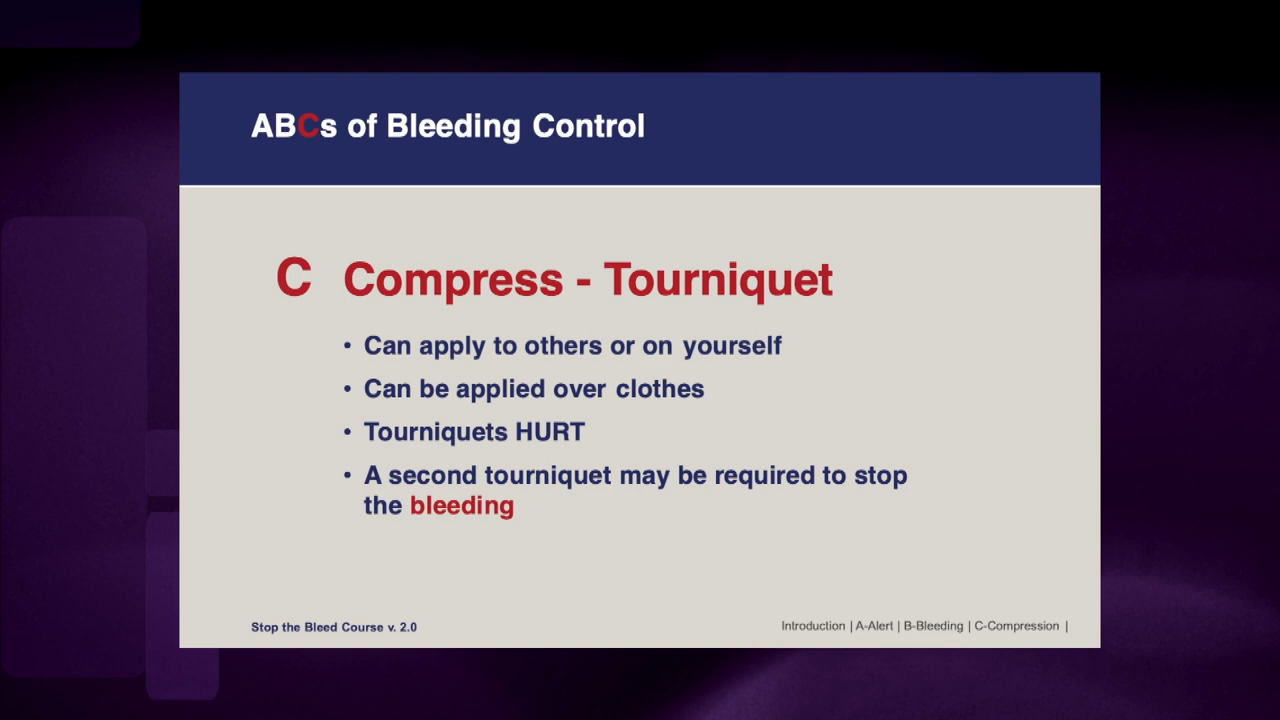 ABCs of Bleeding Control
C Compress - Tourniquet
• Can apply to others or on yourself
• Can be applied over clothes
• Tourniquets HURT
• A second tourniquet may be required to stop
the bleeding
Stop the Bleed Course v. 2.0
Introduction | A-Alert | B-Bleeding | C-Compression |